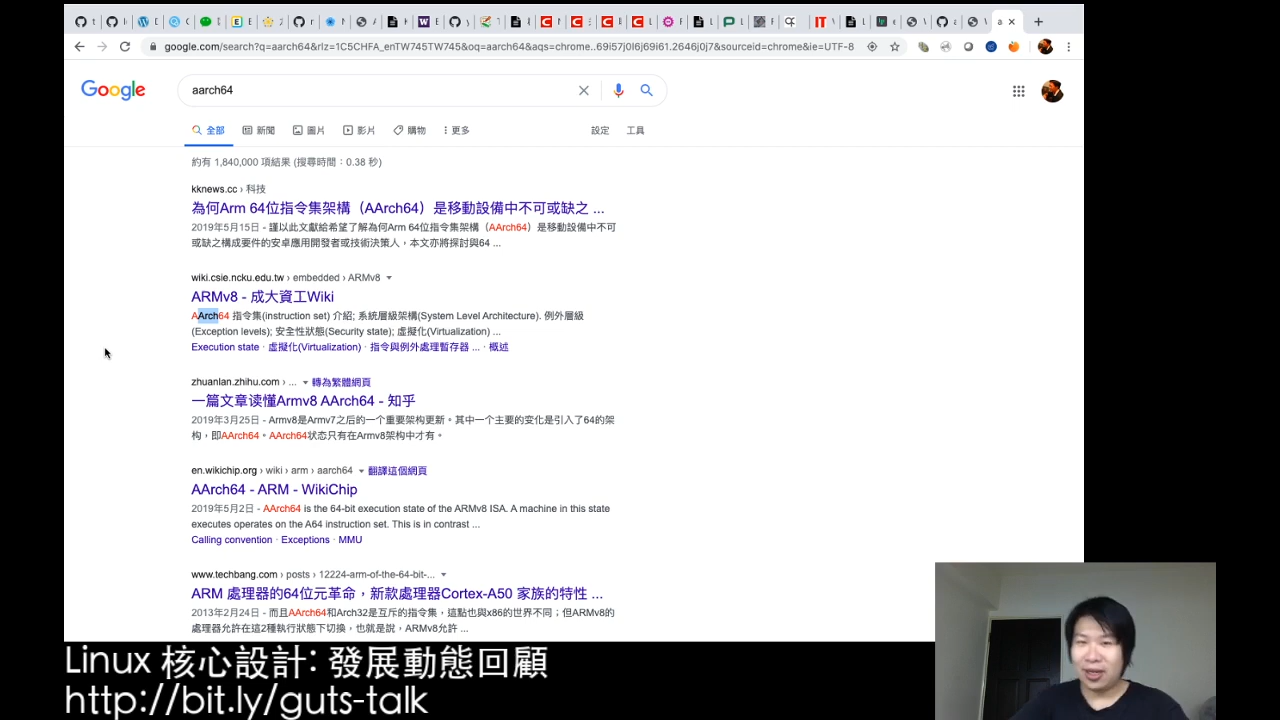 google.com/search?q=aarch64&rlz=1C5CHFA_enTW745TW745&oq=aarch64&aqs=chrome..69i57j0l6j69i61.2646j0j7&sourceid=chrome&ie=UTF-8
Google
aarch64
全部 新聞 圖片 影片 購物 更多 設定 工具
約有 1,840,000 項結果 (搜尋時間：0.38 秒)
kknews.cc › 科技
為何Arm 64位指令集架構（AArch64）是移動設備中不可或缺之 ...
2019年5月15日 - 謹以此文獻給希望了解為何Arm 64位指令集架構（AArch64）是移動設備中不可
或缺之構成要件的安卓應用開發者或技術決策人，本文亦將探討與64 ...
wiki.csie.ncku.edu.tw › embedded › ARMv8
ARMv8 - 成大資工Wiki
AArch64 指令集(instruction set) 介紹; 系統層級架構(System Level Architecture). 例外層級
(Exception levels); 安全性狀態(Security state); 虛擬化(Virtualization) ...
Execution state · 虛擬化(Virtualization) · 指令與例外處理暫存器 ... · 概述
zhuanlan.zhihu.com › ... 轉為繁體網頁
一篇文章读懂Armv8 AArch64 - 知乎
2019年3月25日 - Armv8是Armv7之后的一个重要架构更新。其中一个主要的变化是引入了64的架
构，即AArch64。AArch64状态只有在Armv8架构中才有。
en.wikichip.org › wiki › arm › aarch64 翻譯這個網頁
AArch64 - ARM - WikiChip
2019年5月2日 - AArch64 is the 64-bit execution state of the ARMv8 ISA. A machine in this state
executes operates on the A64 instruction set. This is in contrast ...
Calling convention · Exceptions · MMU
www.techbang.com › posts › 12224-arm-of-the-64-bit-...
ARM 處理器的64位元革命，新款處理器Cortex-A50 家族的特性 ...
2013年2月24日 - 而且AArch64和Arch32是互斥的指令集，這點也與x86的世界不同；但ARMv8的
處理器允許在這2種執行狀態下切換，也就是說，ARMv8允許 ...
Linux 核心設計: 發展動態回顧
http://bit.ly/guts-talk